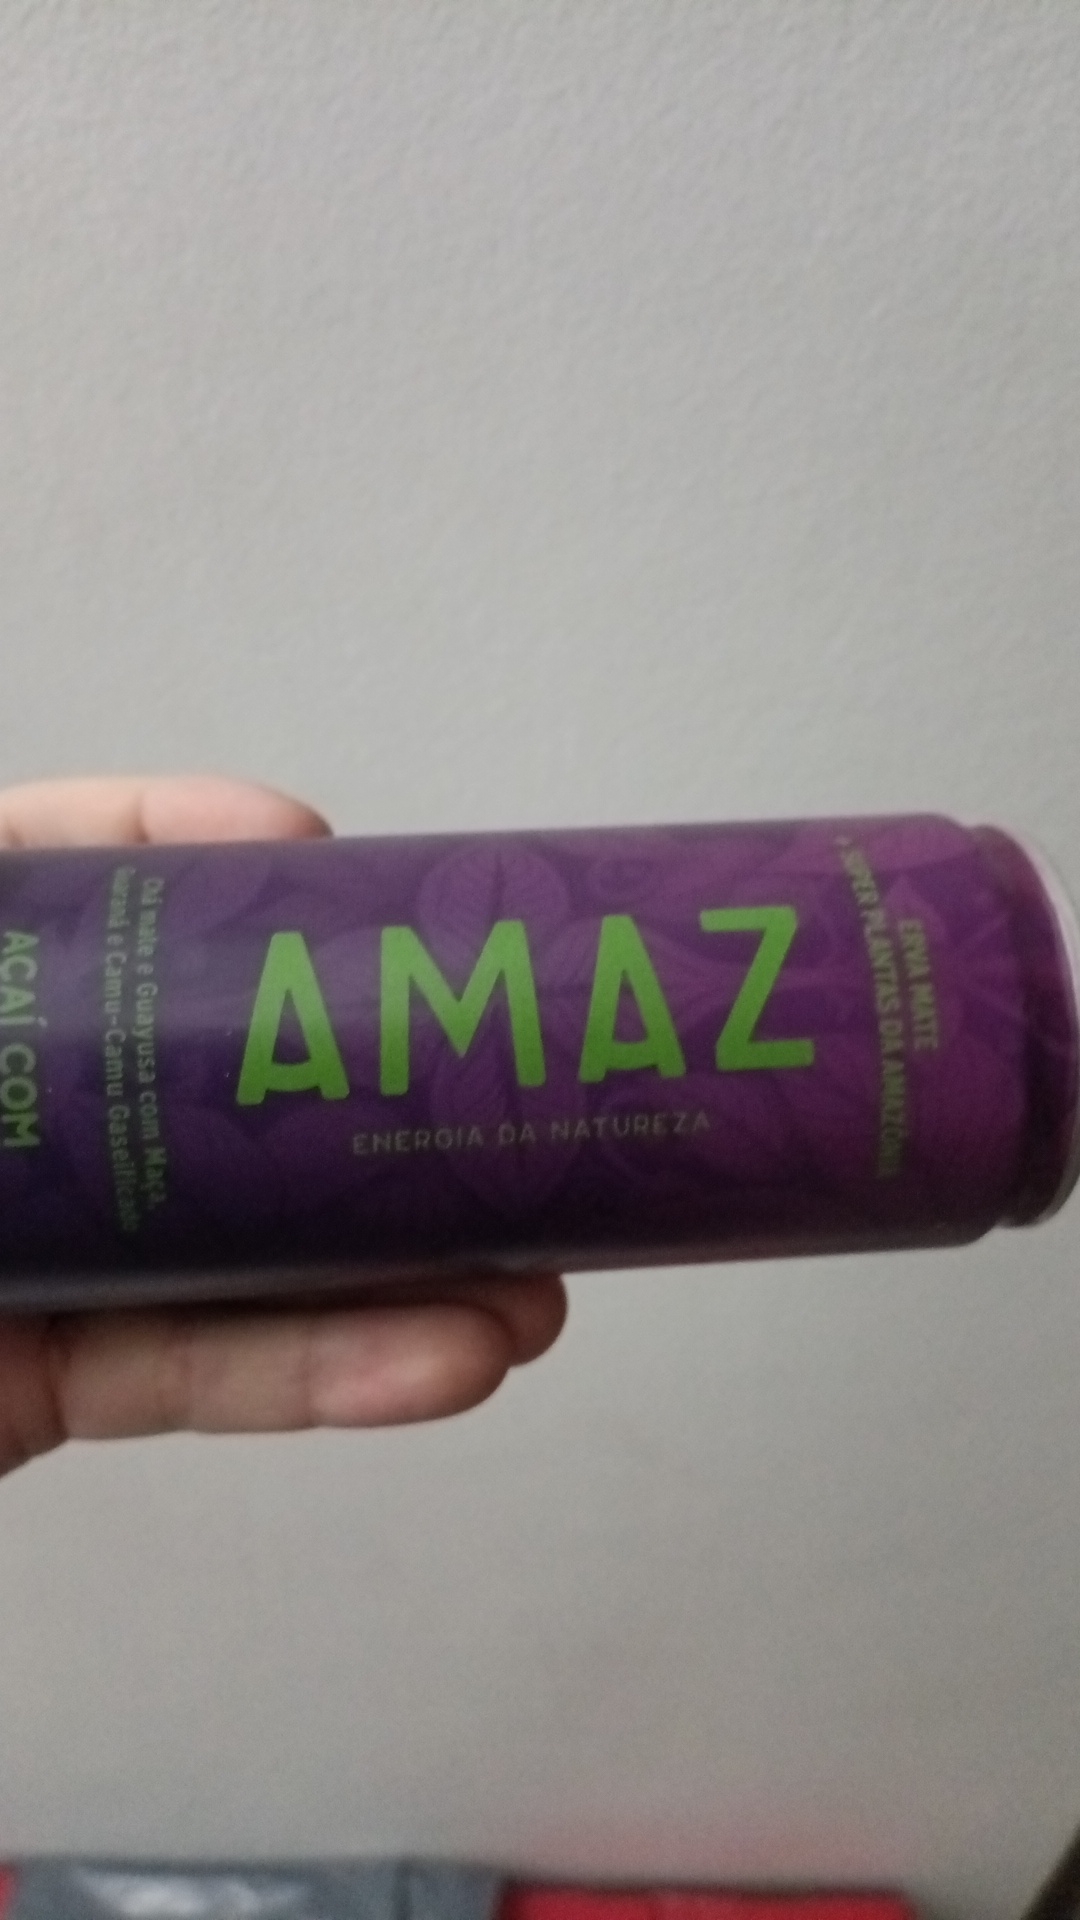 ERVA MATE
+ SUPER PLANTAS DA AMAZÔNIA
AMAZ
ENERGIA DA NATUREZA
Chá mate e Guayusa com Maçã,
Guaraná e Camu-Camu Gaseificado
AÇAÍ COM